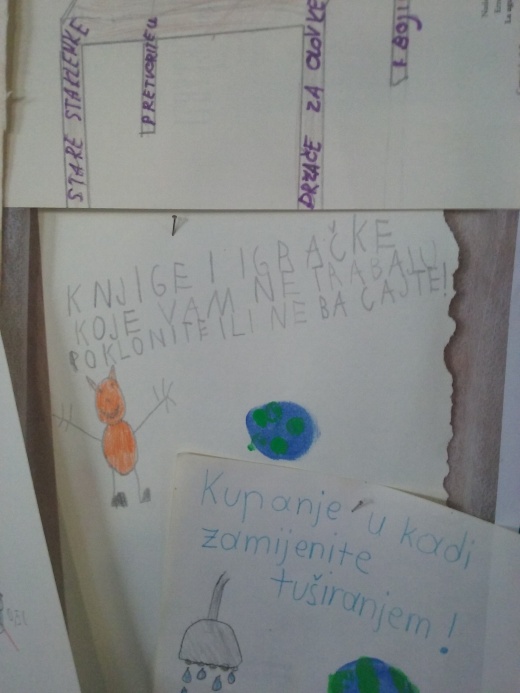 STARE STAKLENKE
PRETVORITE U
DRŽAČE ZA OLOVKE
I BOJI
KNJIGE I IGRAČKE
KOJE VAM NE TRABAJU
POKLONITE ILI NE BACAJTE!
Kupanje u kadi
zamijenite
tuširanjem!